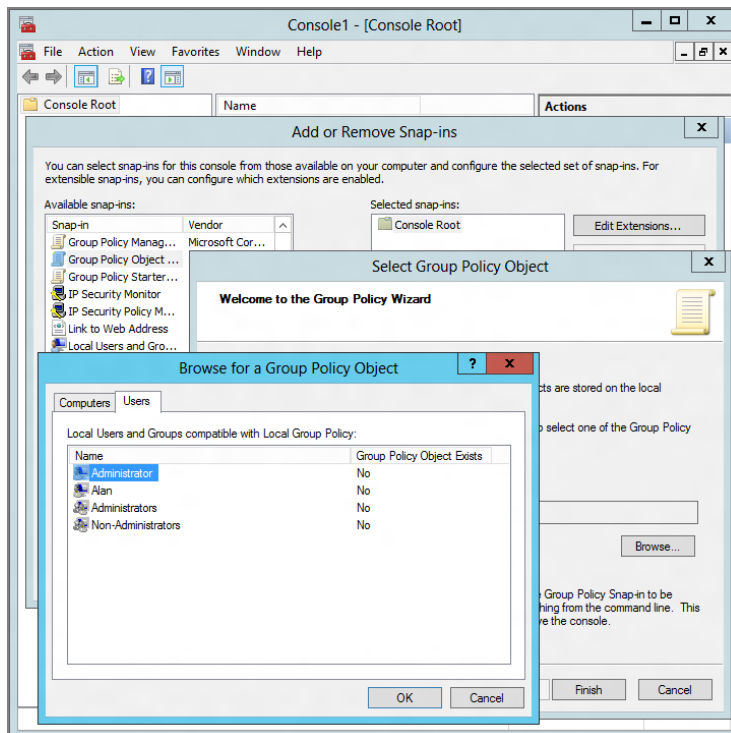 Console1 - [Console Root]
File Action View Favorites Window Help
Console Root
Name
Actions
Add or Remove Snap-ins
You can select snap-ins for this console from those available on your computer and configure the selected set of snap-ins. For
extensible snap-ins, you can configure which extensions are enabled.
Available snap-ins:
Selected snap-ins:
Snap-in Vendor
Group Policy Manag... Microsoft Cor...
Group Policy Object ...
Group Policy Starter...
IP Security Monitor
IP Security Policy M...
Link to Web Address
Local Users and Gro...
Console Root
Edit Extensions...
Select Group Policy Object
Welcome to the Group Policy Wizard
cts are stored on the local
o select one of the Group Policy
Browse...
Group Policy Snap-in to be
hing from the command line. This
ve the console.
Finish
Cancel
Browse for a Group Policy Object
Computers
Users
Local Users and Groups compatible with Local Group Policy:
Name Group Policy Object Exists
Administrator No
Alan No
Administrators No
Non-Administrators No
OK
Cancel